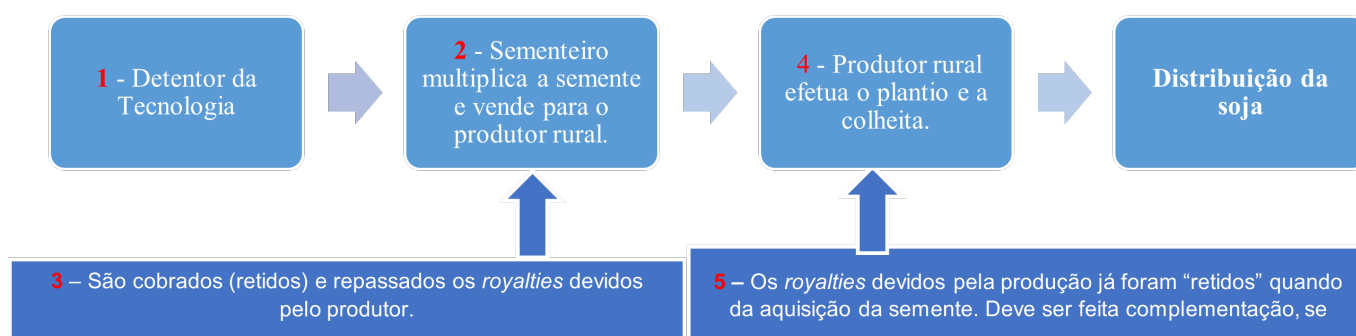 1 - Detentor da
Tecnologia
2 - Sementeiro
multiplica a semente
e vende para o
produtor rural.
4 - Produtor rural
efetua o plantio e a
colheita.
Distribuição da
soja
3 – São cobrados (retidos) e repassados os royalties devidos
pelo produtor.
5 – Os royalties devidos pela produção já foram “retidos” quando
da aquisição da semente. Deve ser feita complementação, se